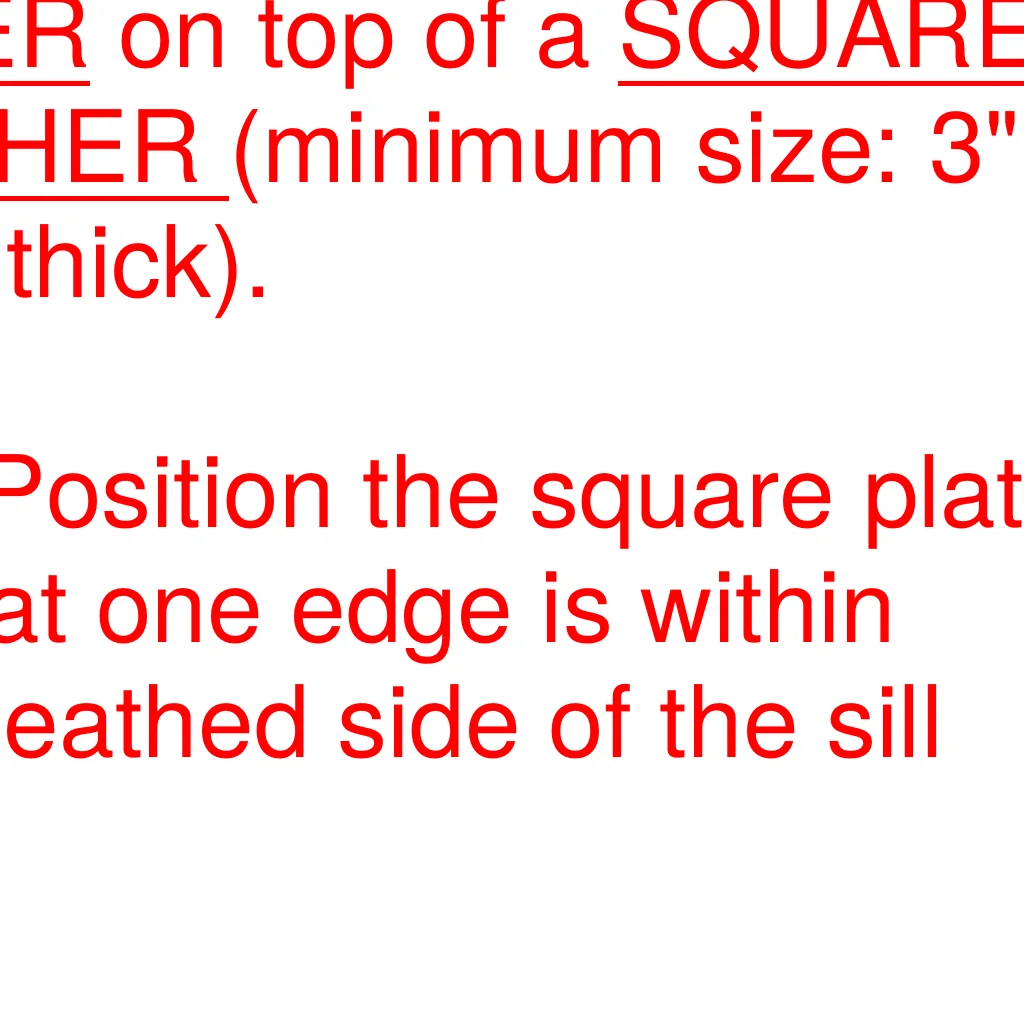 ER on top of a SQUARE
HER (minimum size: 3"
thick).
Position the square plat
at one edge is within
eathed side of the sill